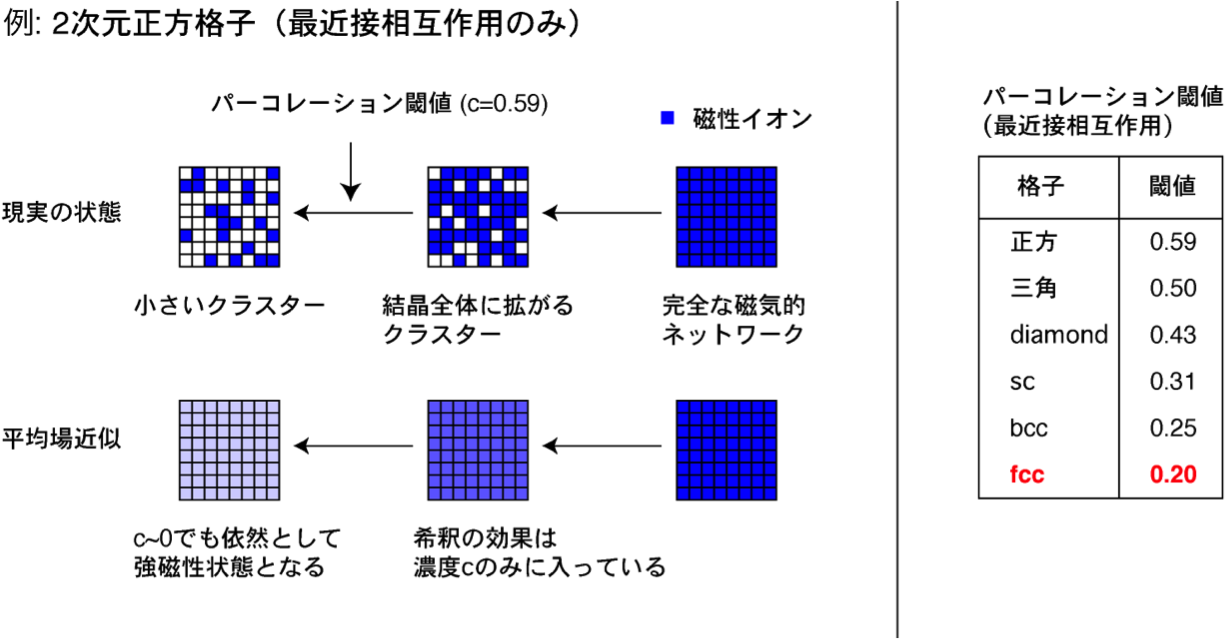 例: 2次元正方格子（最近接相互作用のみ）
パーコレーション閾値 (c=0.59)
磁性イオン
現実の状態
小さいクラスター
結晶全体に拡がる
クラスター
完全な磁気的
ネットワーク
平均場近似
c~0でも依然として
強磁性状態となる
希釈の効果は
濃度cのみに入っている
パーコレーション閾値
(最近接相互作用)
格子 閾値
正方 0.59
三角 0.50
diamond 0.43
sc 0.31
bcc 0.25
fcc 0.20